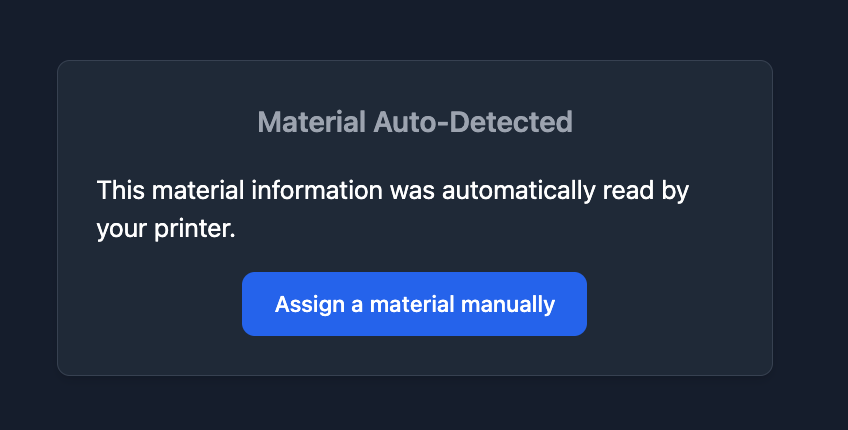 Material Auto-Detected
This material information was automatically read by
your printer.
Assign a material manually